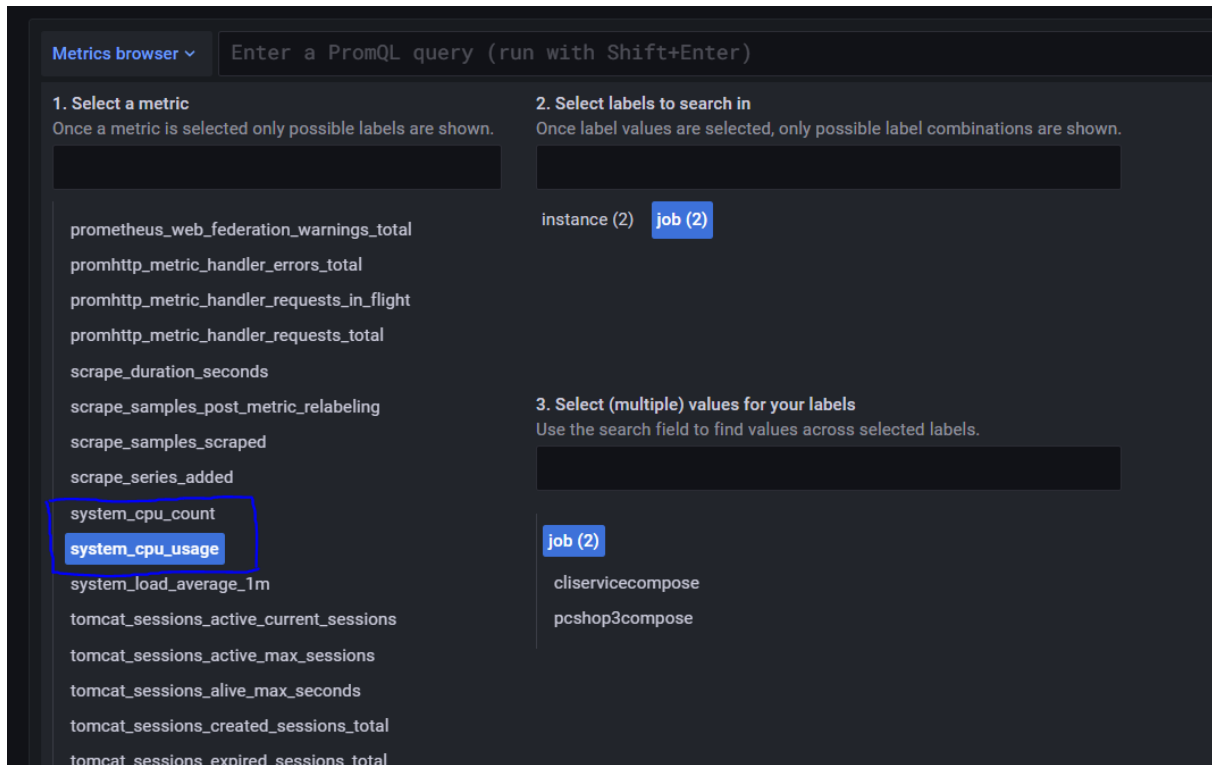 Metrics browser
Enter a PromQL query (run with Shift+Enter)
1. Select a metric
Once a metric is selected only possible labels are shown.
prometheus_web_federation_warnings_total
promhttp_metric_handler_errors_total
promhttp_metric_handler_requests_in_flight
promhttp_metric_handler_requests_total
scrape_duration_seconds
scrape_samples_post_metric_relabeling
scrape_samples_scraped
scrape_series_added
system_cpu_count
system_cpu_usage
system_load_average_1m
tomcat_sessions_active_current_sessions
tomcat_sessions_active_max_sessions
tomcat_sessions_alive_max_seconds
tomcat_sessions_created_sessions_total
tomcat_sessions_expired_sessions_total
2. Select labels to search in
Once label values are selected, only possible label combinations are shown.
instance (2) job (2)
3. Select (multiple) values for your labels
Use the search field to find values across selected labels.
job (2)
cliservicecompose
pcshop3compose